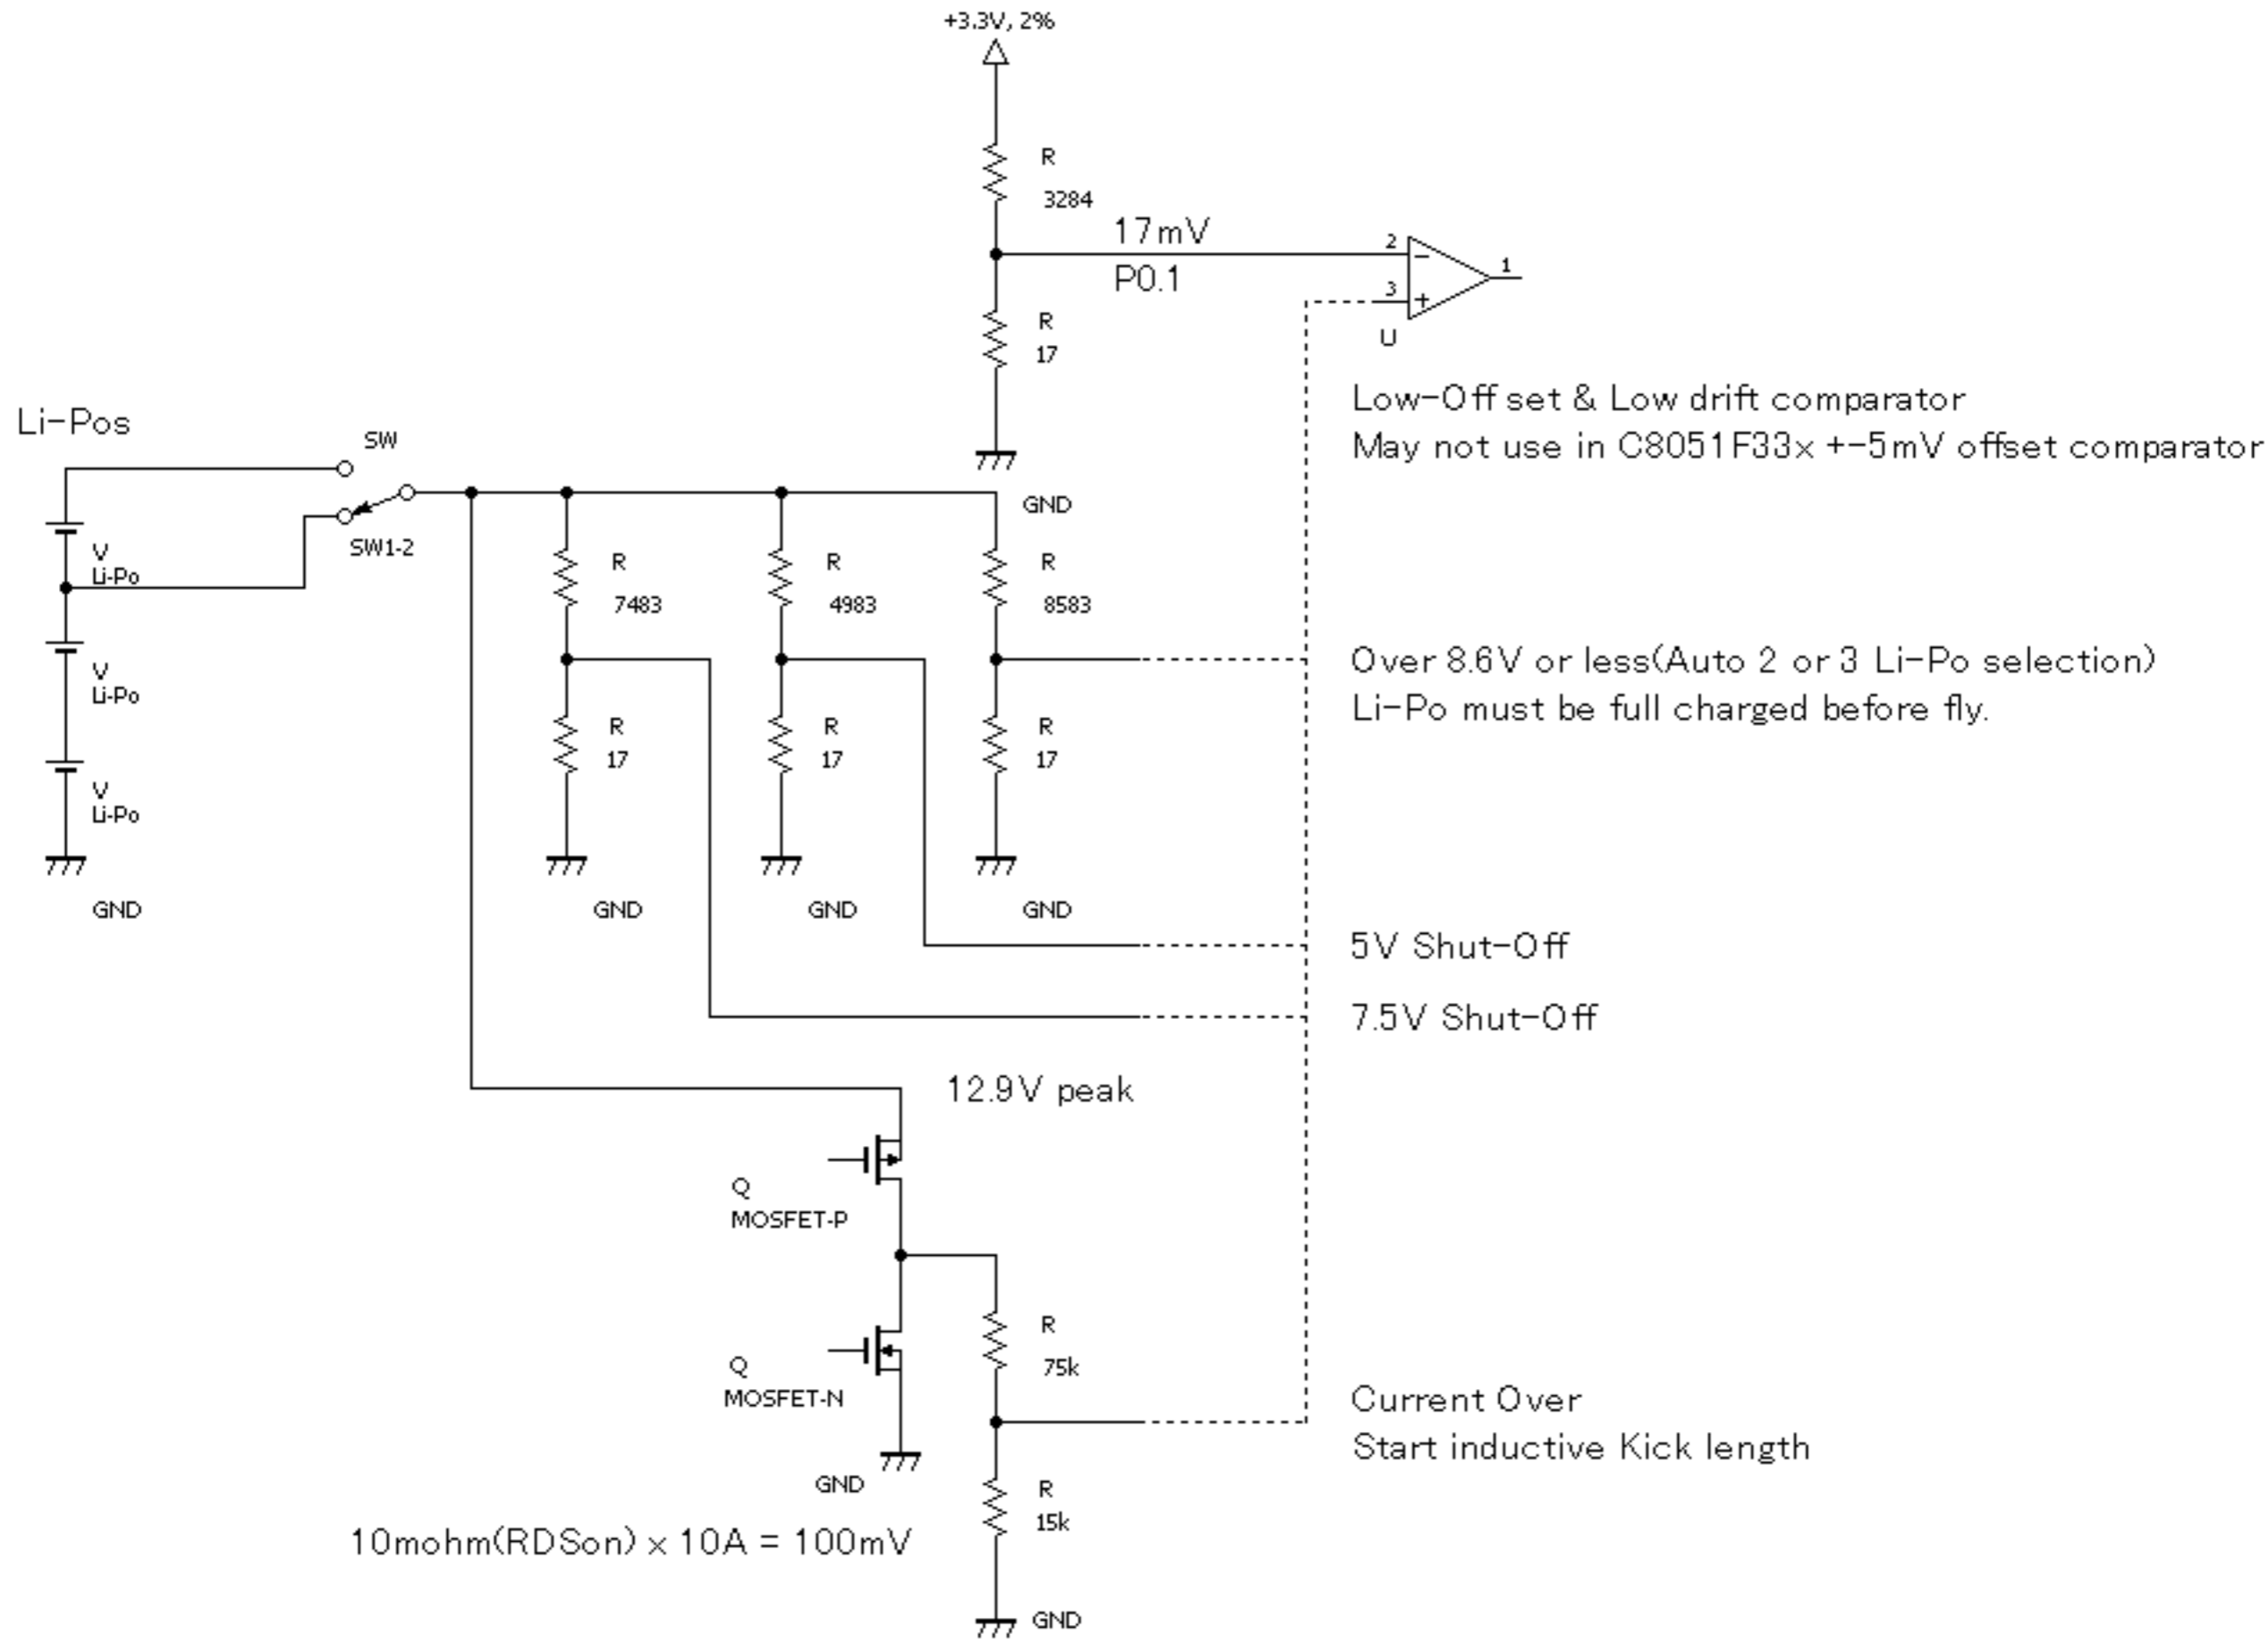 +3.3V, 2%
R
3284
17mV
P0.1
2
3
1
U
R
17
GND
Low-Offset & Low drift comparator
May not use in C8051F33x +-5mV offset comparator
Li-Pos
SW
SW1-2
V
Li-Po
V
Li-Po
V
Li-Po
GND
R
7483
R
4983
R
8583
R
17
R
17
R
17
GND
GND
GND
Over 8.6V or less(Auto 2 or 3 Li-Po selection)
Li-Po must be full charged before fly.
5V Shut-Off
7.5V Shut-Off
12.9V peak
Q
MOSFET-P
Q
MOSFET-N
GND
R
75k
R
15k
GND
Current Over
Start inductive Kick length
10mohm(RDSon) x 10A = 100mV